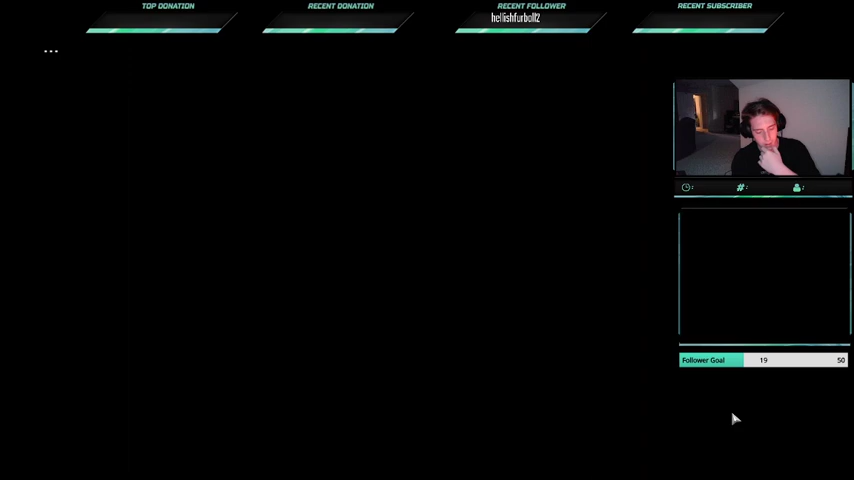 TOP DONATION
RECENT DONATION
RECENT FOLLOWER
RECENT SUBSCRIBER
hellishfurball2
...
#:
Follower Goal 19 50